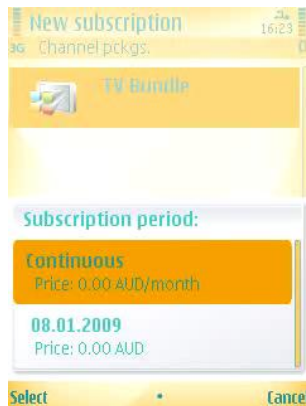 New subscription
16:23
3G Channel pckgs.
TV Bundle
Subscription period:
Continuous
Price: 0.00 AUD/month
08.01.2009
Price: 0.00 AUD
Select
Cance